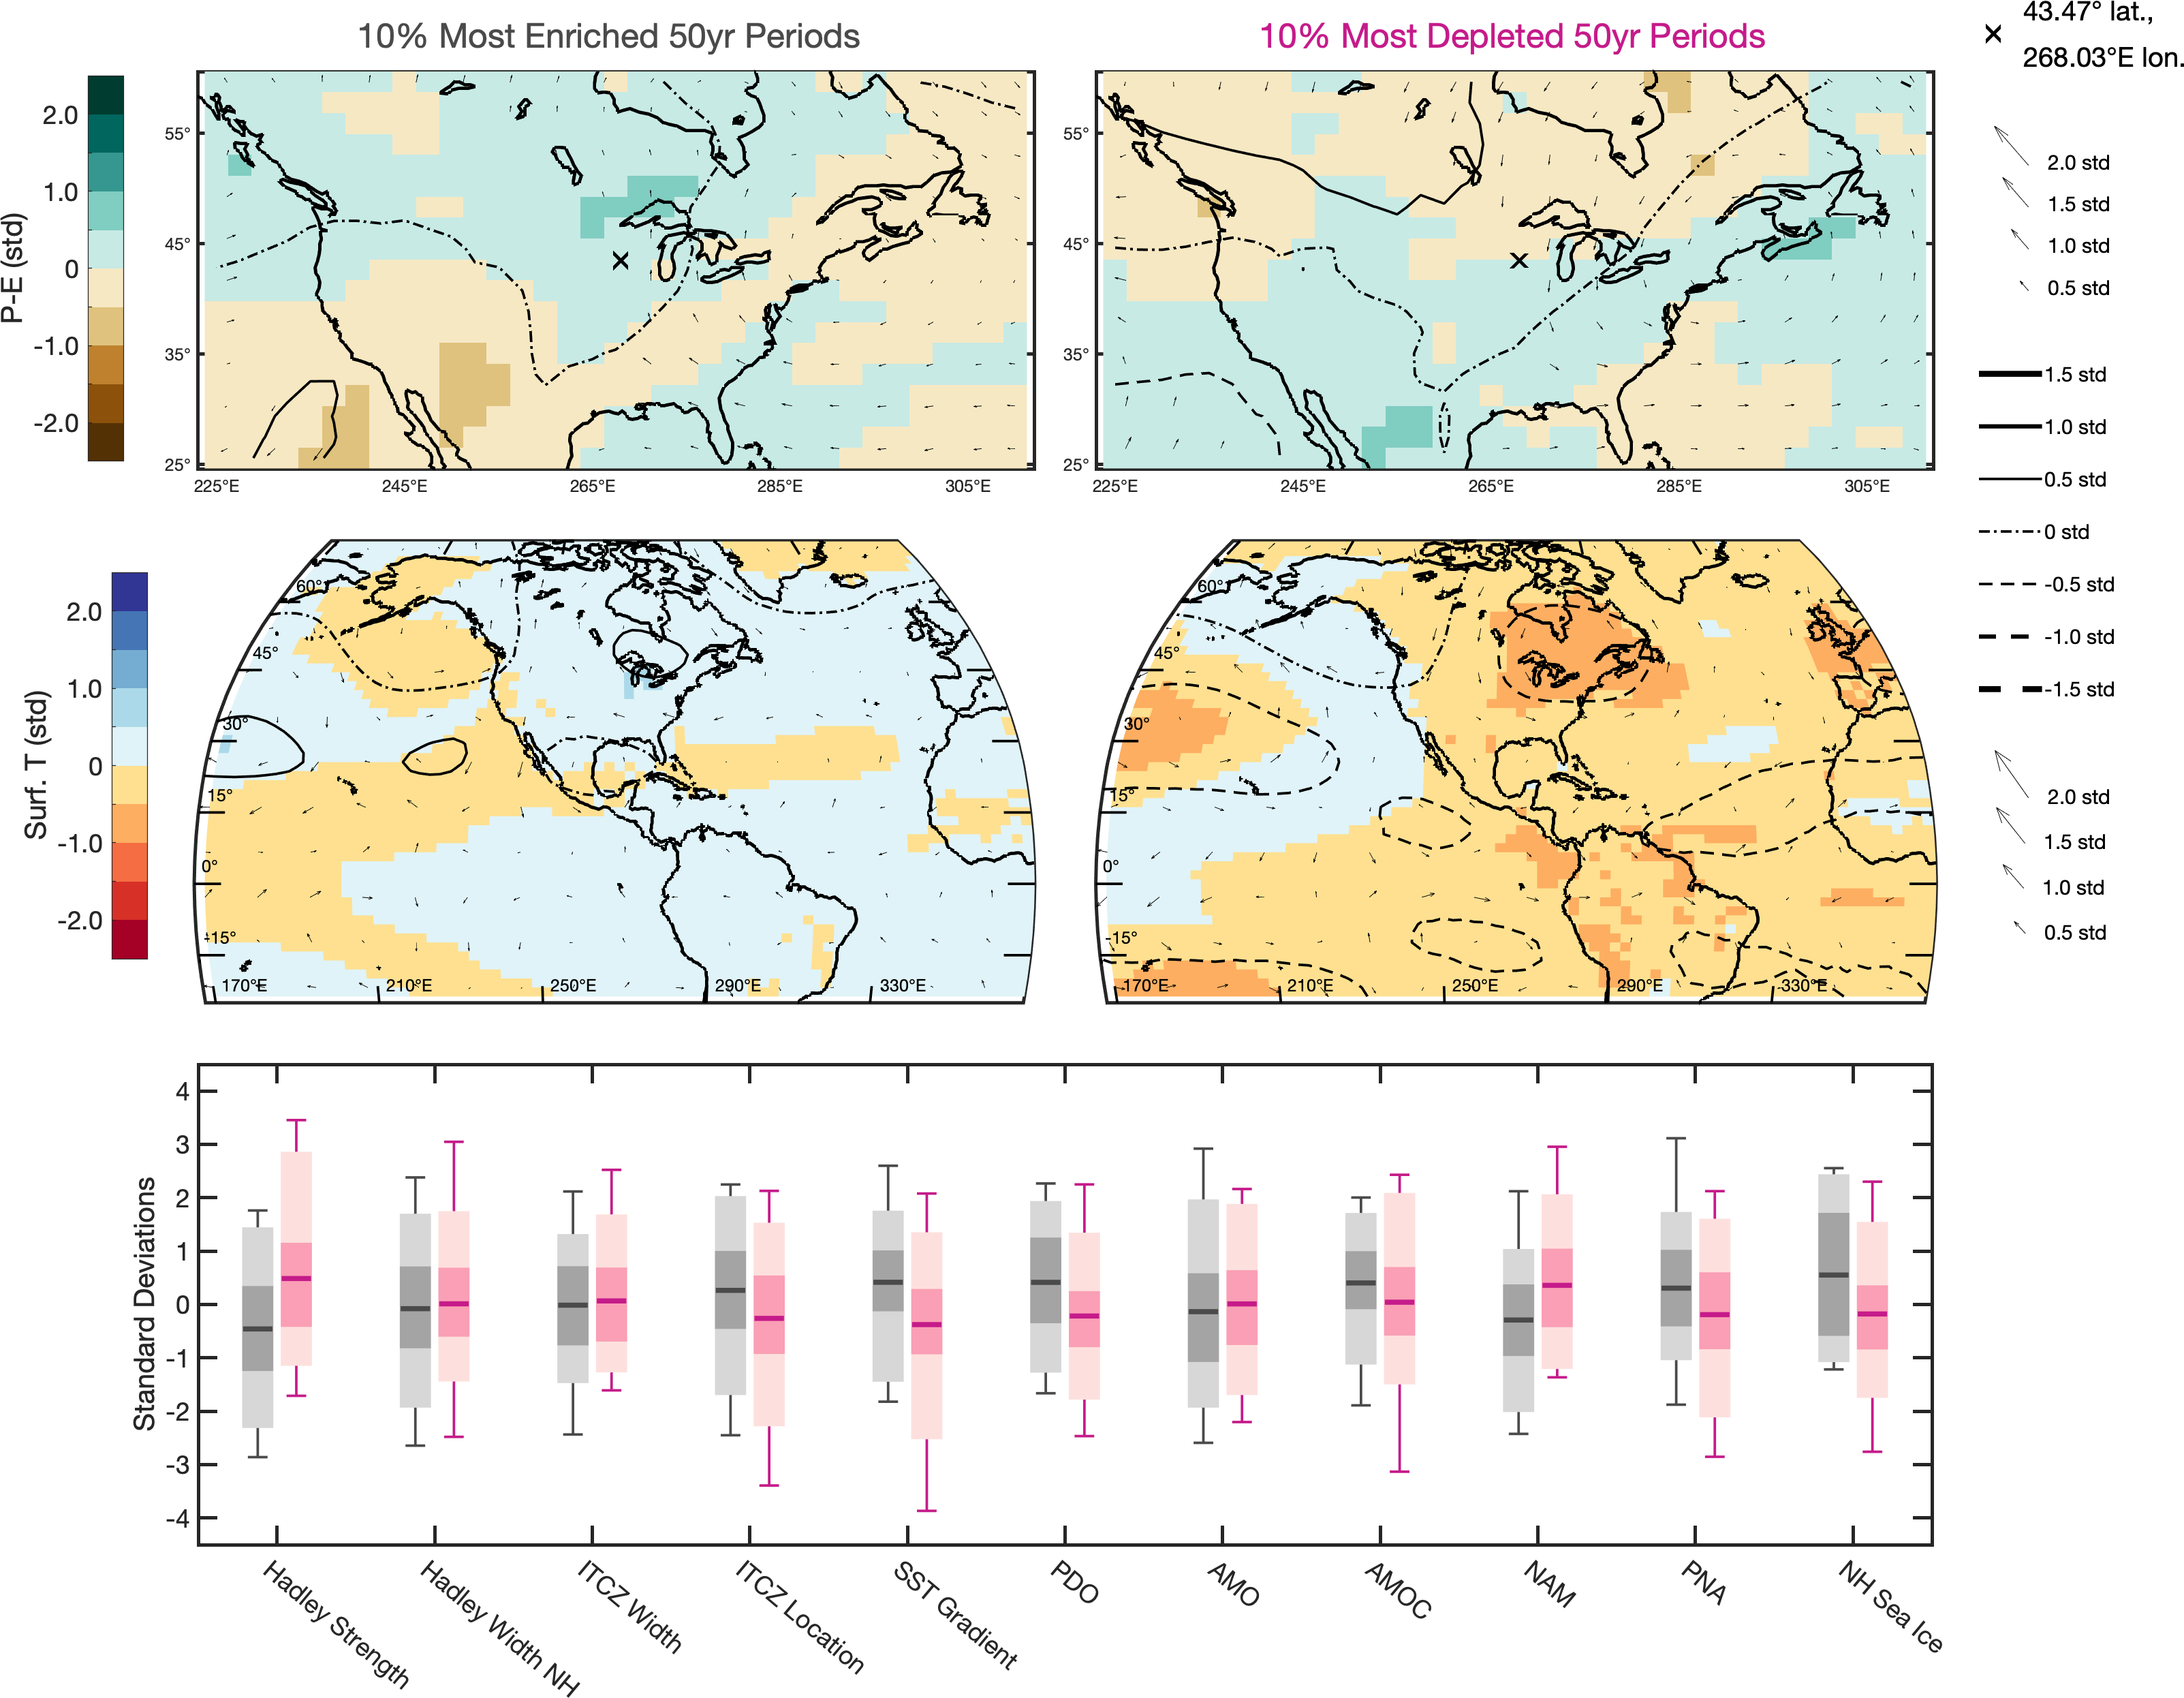 10% Most Enriched 50yr Periods
10% Most Depleted 50yr Periods
43.47° lat.,
268.03°E lon.
P-E (std)
2.0
1.0
0
-1.0
-2.0
55°
45°
35°
25°
225°E
245°E
265°E
285°E
305°E
55°
45°
35°
25°
225°E
245°E
265°E
285°E
305°E
2.0 std
1.5 std
1.0 std
0.5 std
1.5 std
1.0 std
0.5 std
0 std
-0.5 std
-1.0 std
-1.5 std
Surf. T (std)
2.0
1.0
0
-1.0
-2.0
60°
45°
30°
15°
0°
-15°
170°E
210°E
250°E
290°E
330°E
60°
45°
30°
15°
0°
-15°
170°E
210°E
250°E
290°E
330°E
2.0 std
1.5 std
1.0 std
0.5 std
Standard Deviations
4
3
2
1
0
-1
-2
-3
-4
Hadley Strength
Hadley Width NH
ITCZ Width
ITCZ Location
SST Gradient
PDO
AMO
AMOC
NAM
PNA
NH Sea Ice